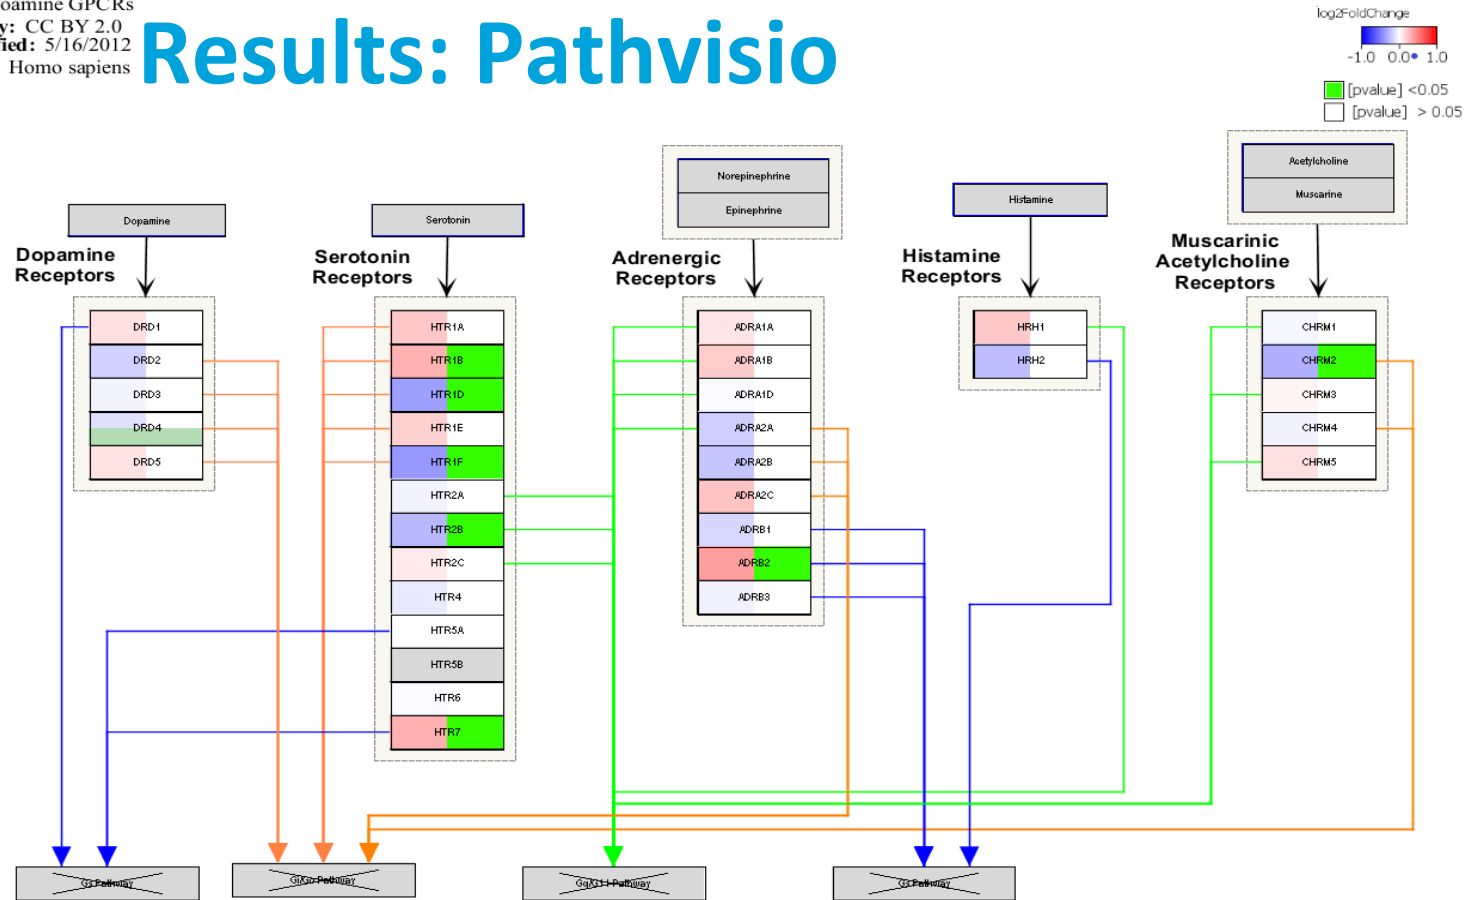 oamine GPCRs
y: CC BY 2.0
fied: 5/16/2012
Homo sapiens
Results: Pathvisio
log2FoldChange
-1.0 0.0 1.0
[pvalue] <0.05
[pvalue] > 0.05
Dopamine
Serotonin
Norepinephrine
Epinephrine
Histamine
Acetylcholine
Muscarine
Dopamine
Receptors
Serotonin
Receptors
Adrenergic
Receptors
Histamine
Receptors
Muscarinic
Acetylcholine
Receptors
DRD1
DRD2
DRD3
DRD4
DRD5
HTR1A
HTR1B
HTR1D
HTR1E
HTR1F
HTR2A
HTR2B
HTR2C
HTR4
HTR5A
HTR5B
HTR6
HTR7
ADRA1A
ADRA1B
ADRA1D
ADRA2A
ADRA2B
ADRA2C
ADRB1
ADRB2
ADRB3
HRH1
HRH2
CHRM1
CHRM2
CHRM3
CHRM4
CHRM5
Gs Pathway
Gi/Go Pathway
Gq/G11 Pathway
Gs Pathway